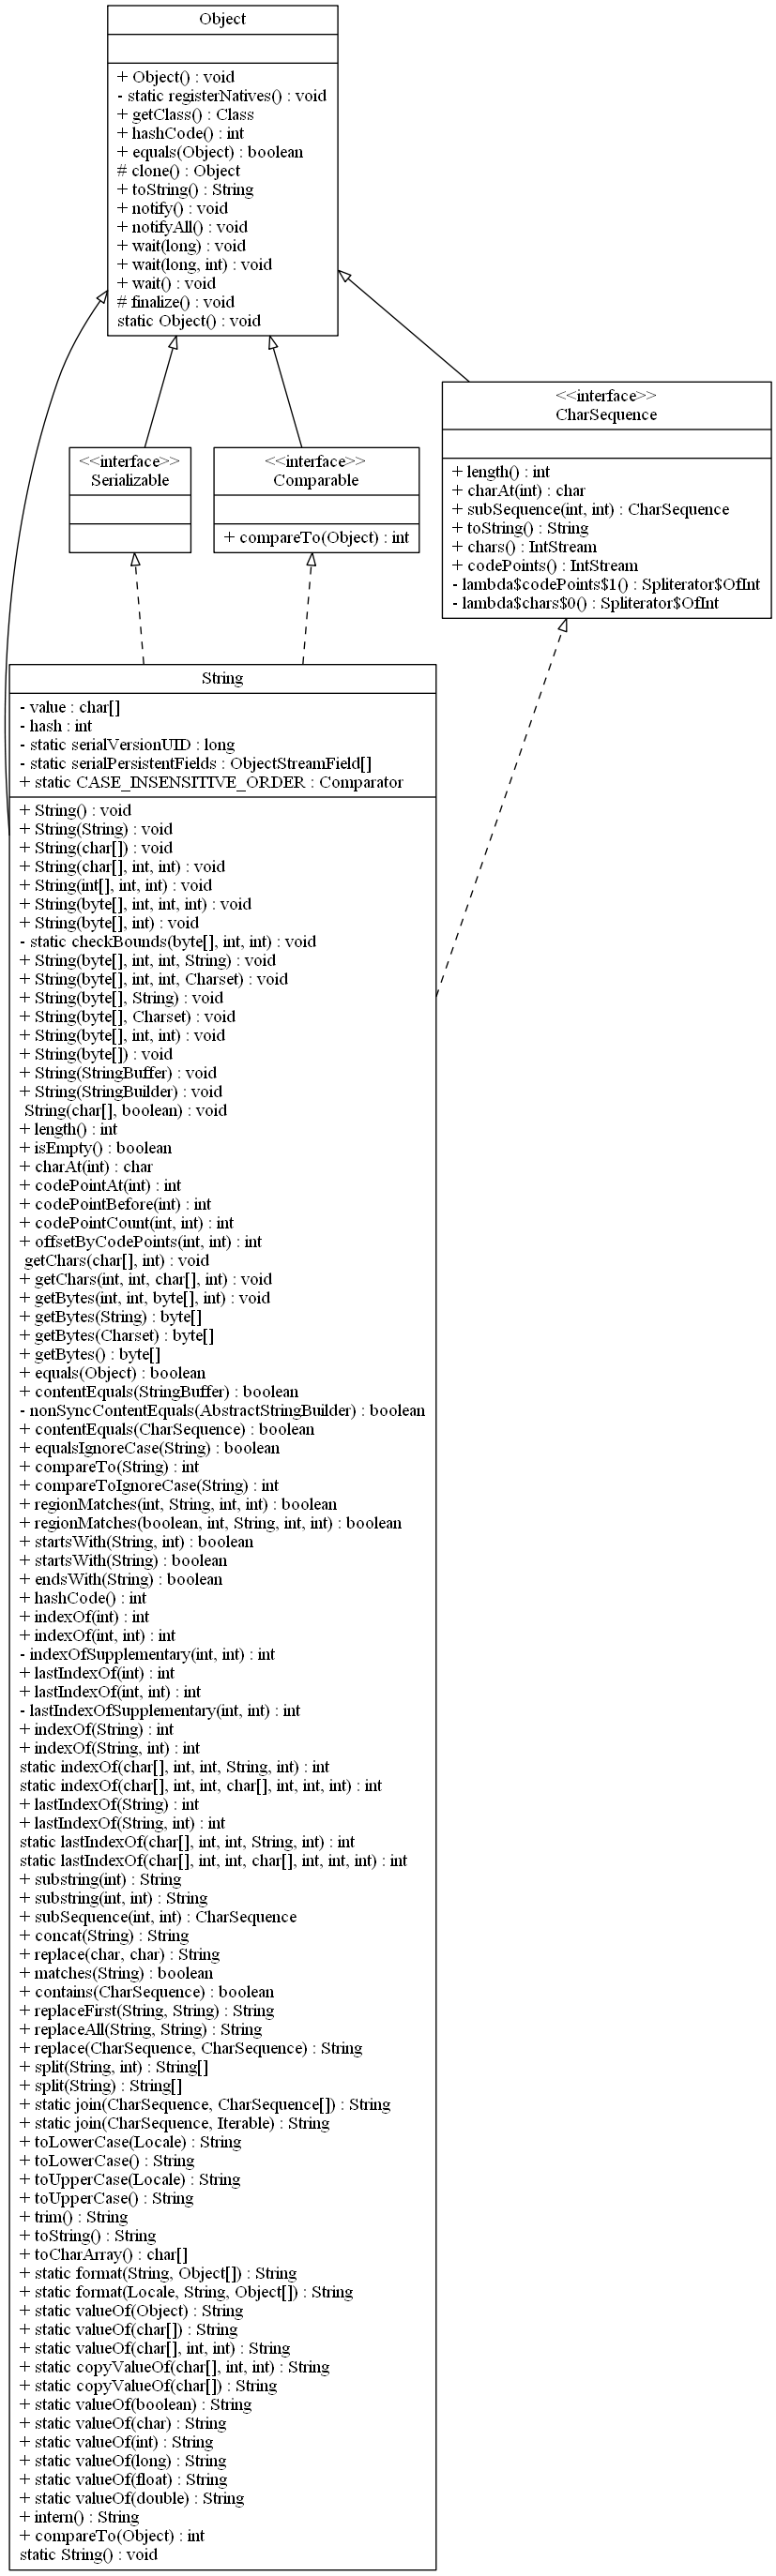 Object
+ Object() : void
- static registerNatives() : void
+ getClass() : Class
+ hashCode() : int
+ equals(Object) : boolean
# clone() : Object
+ toString() : String
+ notify() : void
+ notifyAll() : void
+ wait(long) : void
+ wait(long, int) : void
+ wait() : void
# finalize() : void
static Object() : void
<<interface>>
Serializable
<<interface>>
Comparable
+ compareTo(Object) : int
<<interface>>
CharSequence
+ length() : int
+ charAt(int) : char
+ subSequence(int, int) : CharSequence
+ toString() : String
+ chars() : IntStream
+ codePoints() : IntStream
- lambda$codePoints$1() : Spliterator$OfInt
- lambda$chars$0() : Spliterator$OfInt
String
- value : char[]
- hash : int
- static serialVersionUID : long
- static serialPersistentFields : ObjectStreamField[]
+ static CASE_INSENSITIVE_ORDER : Comparator
+ String() : void
+ String(String) : void
+ String(char[]) : void
+ String(char[], int, int) : void
+ String(int[], int, int) : void
+ String(byte[], int, int, int) : void
+ String(byte[], int) : void
- static checkBounds(byte[], int, int) : void
+ String(byte[], int, int, String) : void
+ String(byte[], int, int, Charset) : void
+ String(byte[], String) : void
+ String(byte[], Charset) : void
+ String(byte[], int, int) : void
+ String(byte[]) : void
+ String(StringBuffer) : void
+ String(StringBuilder) : void
String(char[], boolean) : void
+ length() : int
+ isEmpty() : boolean
+ charAt(int) : char
+ codePointAt(int) : int
+ codePointBefore(int) : int
+ codePointCount(int, int) : int
+ offsetByCodePoints(int, int) : int
getChars(char[], int) : void
+ getChars(int, int, char[], int) : void
+ getBytes(int, int, byte[], int) : void
+ getBytes(String) : byte[]
+ getBytes(Charset) : byte[]
+ getBytes() : byte[]
+ equals(Object) : boolean
+ contentEquals(StringBuffer) : boolean
- nonSyncContentEquals(AbstractStringBuilder) : boolean
+ contentEquals(CharSequence) : boolean
+ equalsIgnoreCase(String) : boolean
+ compareTo(String) : int
+ compareToIgnoreCase(String) : int
+ regionMatches(int, String, int, int) : boolean
+ regionMatches(boolean, int, String, int, int) : boolean
+ startsWith(String, int) : boolean
+ startsWith(String) : boolean
+ endsWith(String) : boolean
+ hashCode() : int
+ indexOf(int) : int
+ indexOf(int, int) : int
- indexOfSupplementary(int, int) : int
+ lastIndexOf(int) : int
+ lastIndexOf(int, int) : int
- lastIndexOfSupplementary(int, int) : int
+ indexOf(String) : int
+ indexOf(String, int) : int
static indexOf(char[], int, int, String, int) : int
static indexOf(char[], int, int, char[], int, int, int) : int
+ lastIndexOf(String) : int
+ lastIndexOf(String, int) : int
static lastIndexOf(char[], int, int, String, int) : int
static lastIndexOf(char[], int, int, char[], int, int, int) : int
+ substring(int) : String
+ substring(int, int) : String
+ subSequence(int, int) : CharSequence
+ concat(String) : String
+ replace(char, char) : String
+ matches(String) : boolean
+ contains(CharSequence) : boolean
+ replaceFirst(String, String) : String
+ replaceAll(String, String) : String
+ replace(CharSequence, CharSequence) : String
+ split(String, int) : String[]
+ split(String) : String[]
+ static join(CharSequence, CharSequence[]) : String
+ static join(CharSequence, Iterable) : String
+ toLowerCase(Locale) : String
+ toLowerCase() : String
+ toUpperCase(Locale) : String
+ toUpperCase() : String
+ trim() : String
+ toString() : String
+ toCharArray() : char[]
+ static format(String, Object[]) : String
+ static format(Locale, String, Object[]) : String
+ static valueOf(Object) : String
+ static valueOf(char[]) : String
+ static valueOf(char[], int, int) : String
+ static copyValueOf(char[], int, int) : String
+ static copyValueOf(char[]) : String
+ static valueOf(boolean) : String
+ static valueOf(char) : String
+ static valueOf(int) : String
+ static valueOf(long) : String
+ static valueOf(float) : String
+ static valueOf(double) : String
+ intern() : String
+ compareTo(Object) : int
static String() : void